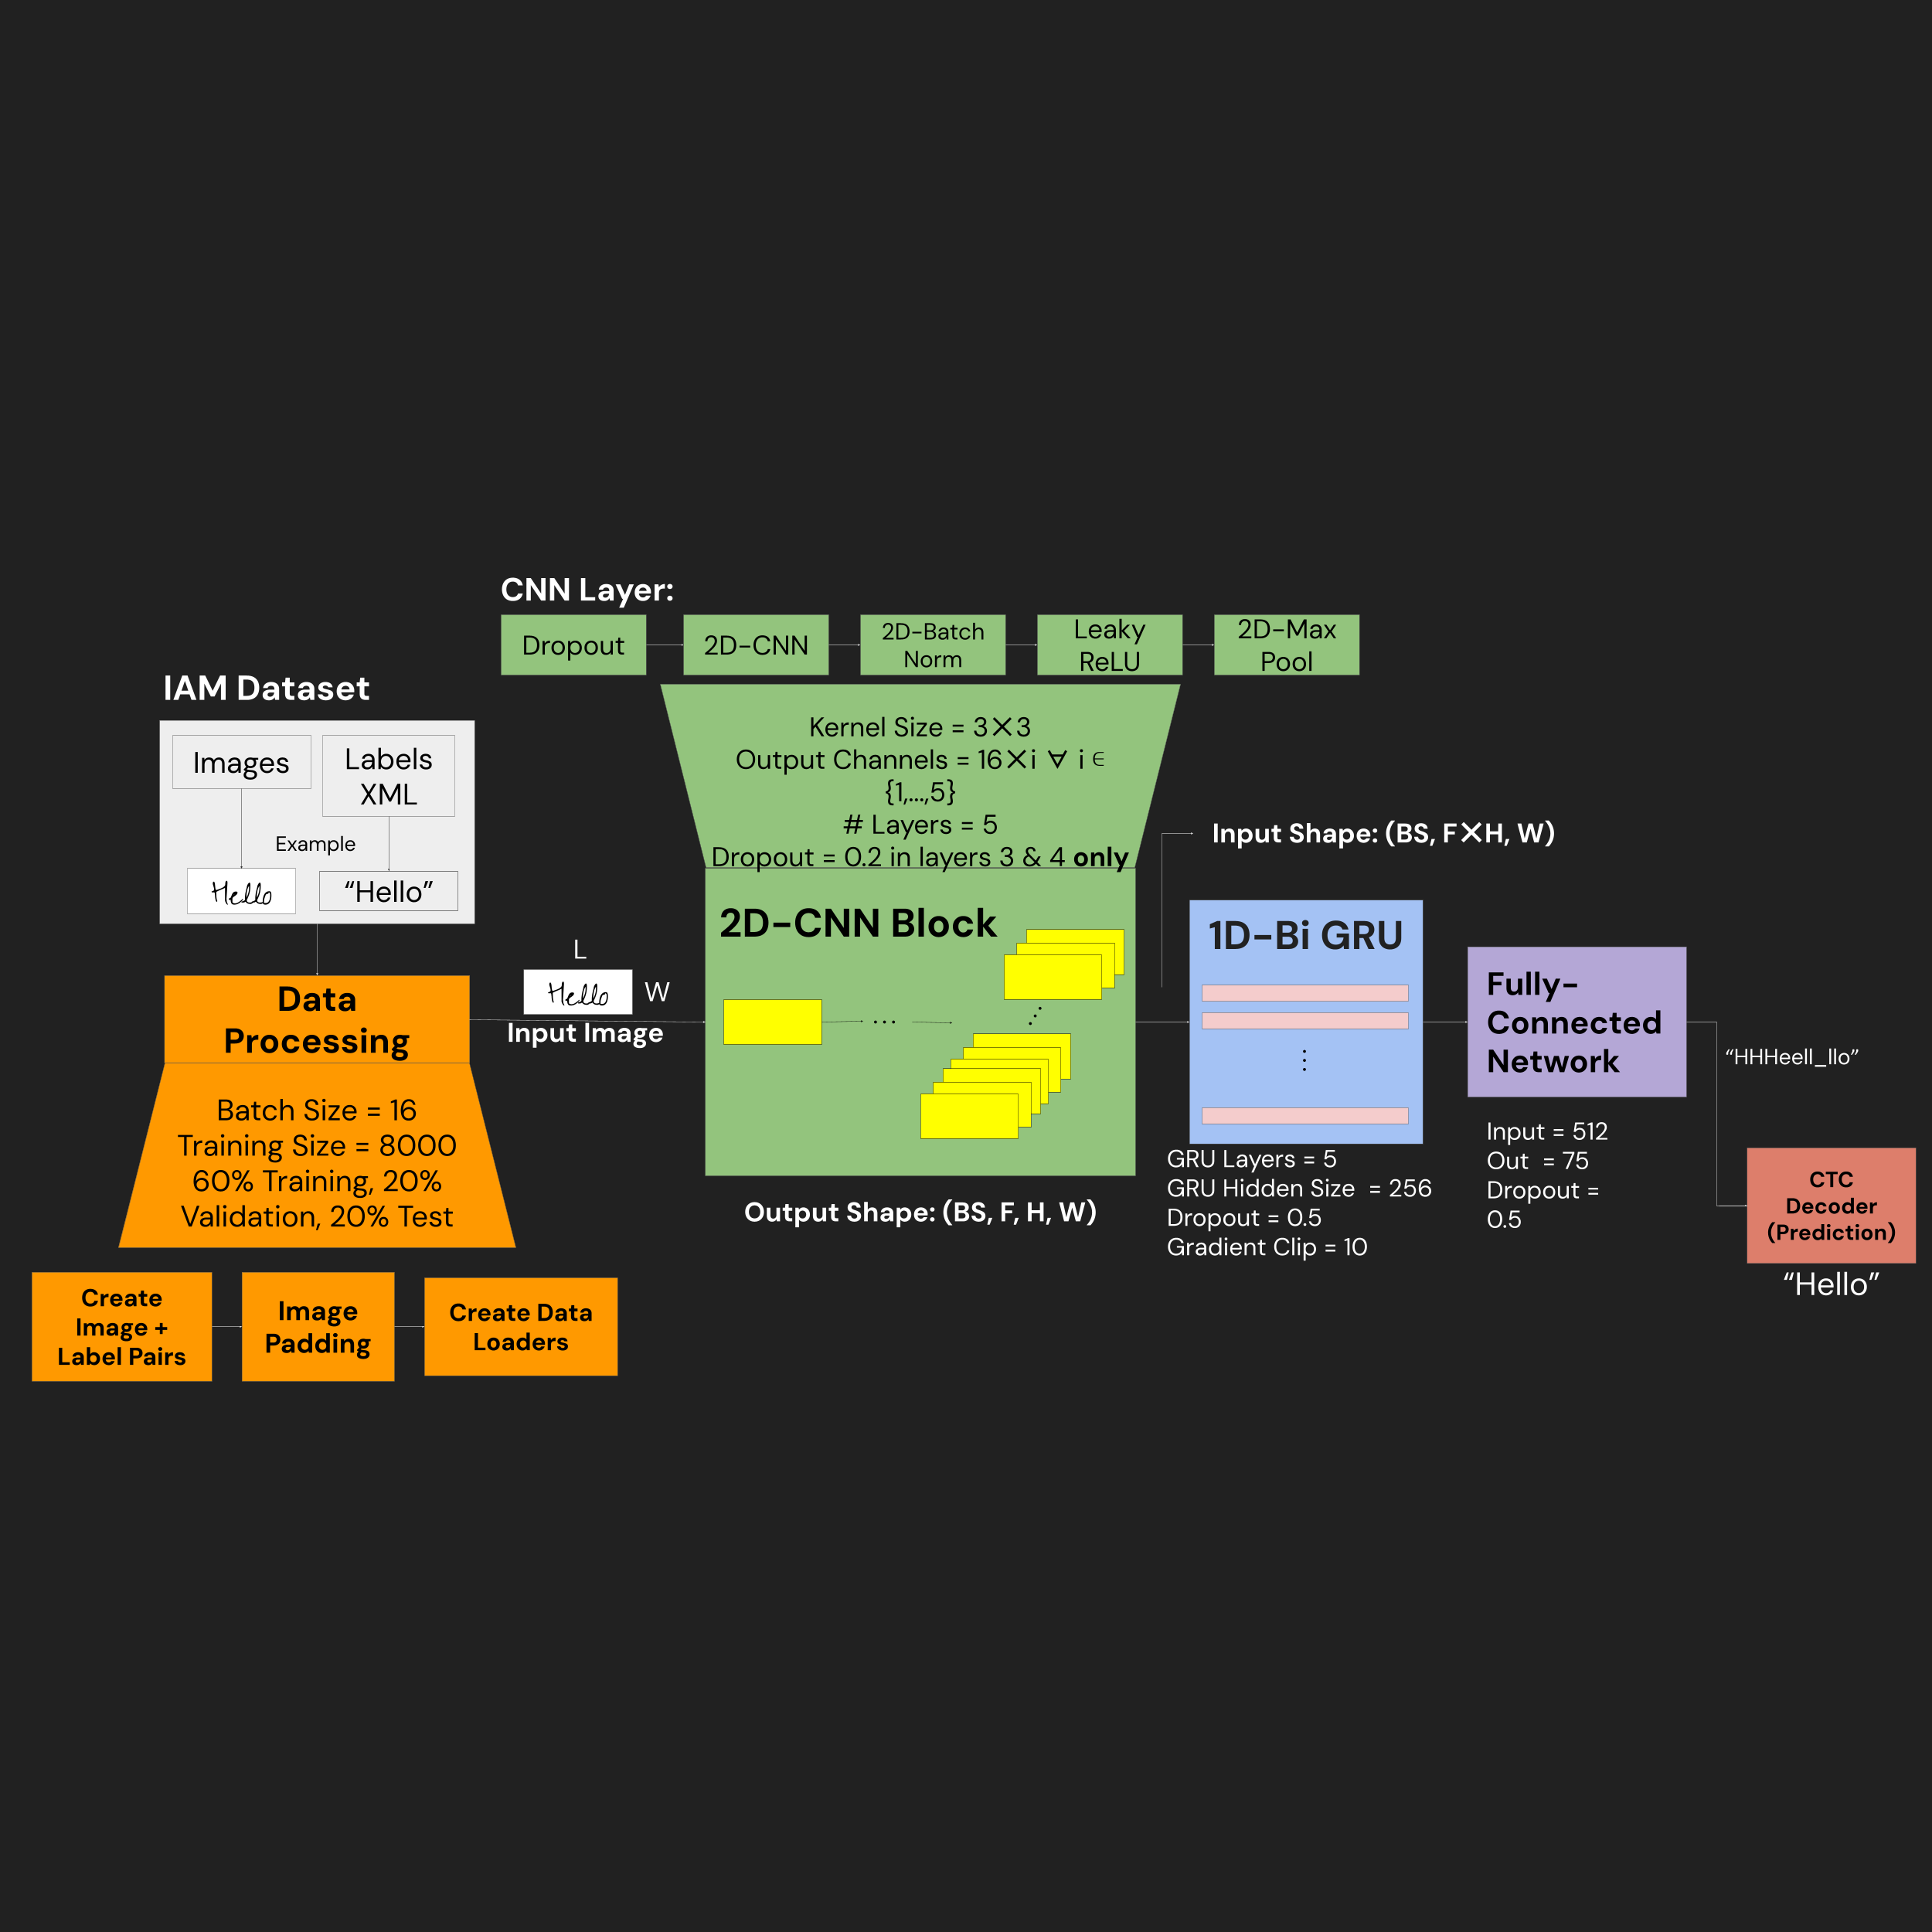 CNN Layer:
Dropout
2D-CNN
2D-Batch
Norm
Leaky
ReLU
2D-Max
Pool
Kernel Size = 3×3
Output Channels = 16×i ∀ i ∈
{1,...,5}
# Layers = 5
Dropout = 0.2 in layers 3 & 4 only
IAM Dataset
Images
Labels
XML
Example
Hello
“Hello”
Data
Processing
Batch Size = 16
Training Size = 8000
60% Training, 20%
Validation, 20% Test
Create
Image +
Label Pairs
Image
Padding
Create Data
Loaders
L
Hello
W
Input Image
2D-CNN Block
...
Output Shape: (BS, F, H, W)
Input Shape: (BS, F×H, W)
1D-Bi GRU
GRU Layers = 5
GRU Hidden Size = 256
Dropout = 0.5
Gradient Clip = 10
Fully-
Connected
Network
Input = 512
Out = 75
Dropout =
0.5
“HHHeell_llo”
CTC
Decoder
(Prediction)
“Hello”